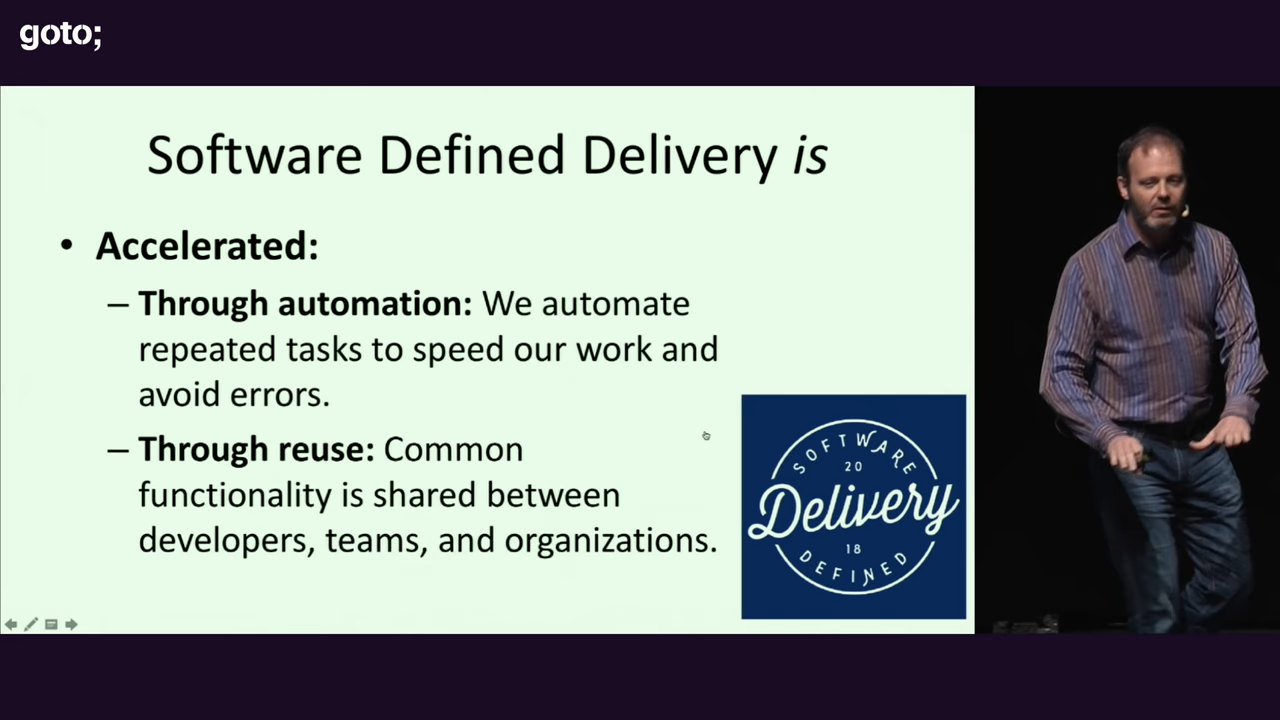 goto;
Software Defined Delivery is
• Accelerated:
– Through automation: We automate
repeated tasks to speed our work and
avoid errors.
– Through reuse: Common
functionality is shared between
developers, teams, and organizations.
SOFTWARE
20
Delivery
18
DEFINED